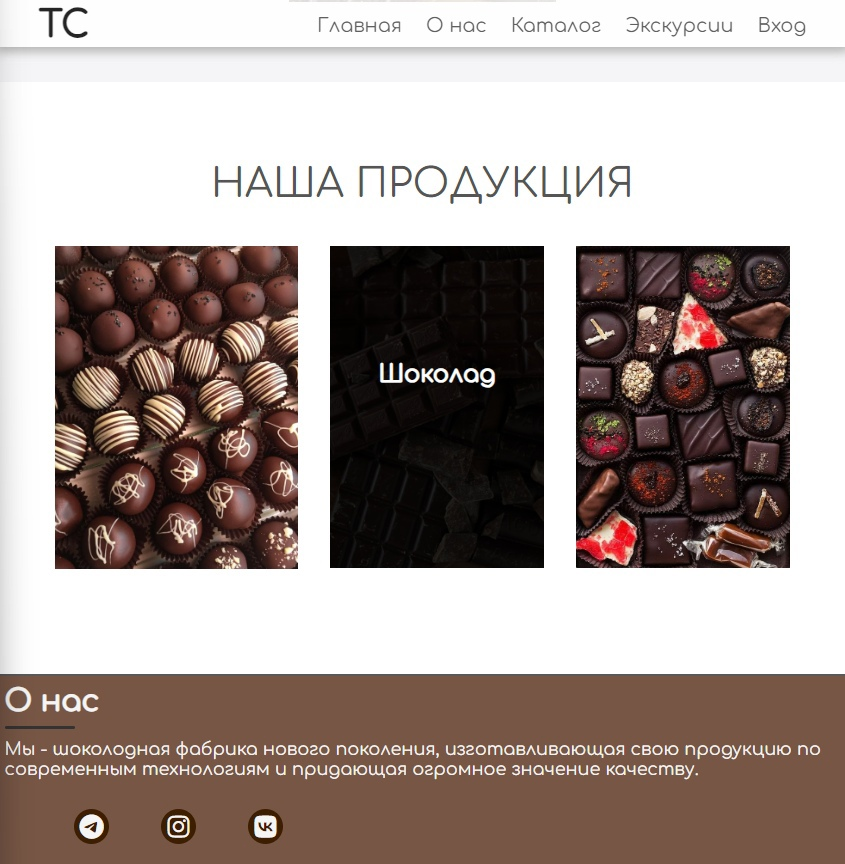 ТС
Главная О нас Каталог Экскурсии Вход
НАША ПРОДУКЦИЯ
Шоколад
О нас
Мы - шоколодная фабрика нового поколения, изготавливающая свою продукцию по
современным технологиям и придающая огромное значение качеству.